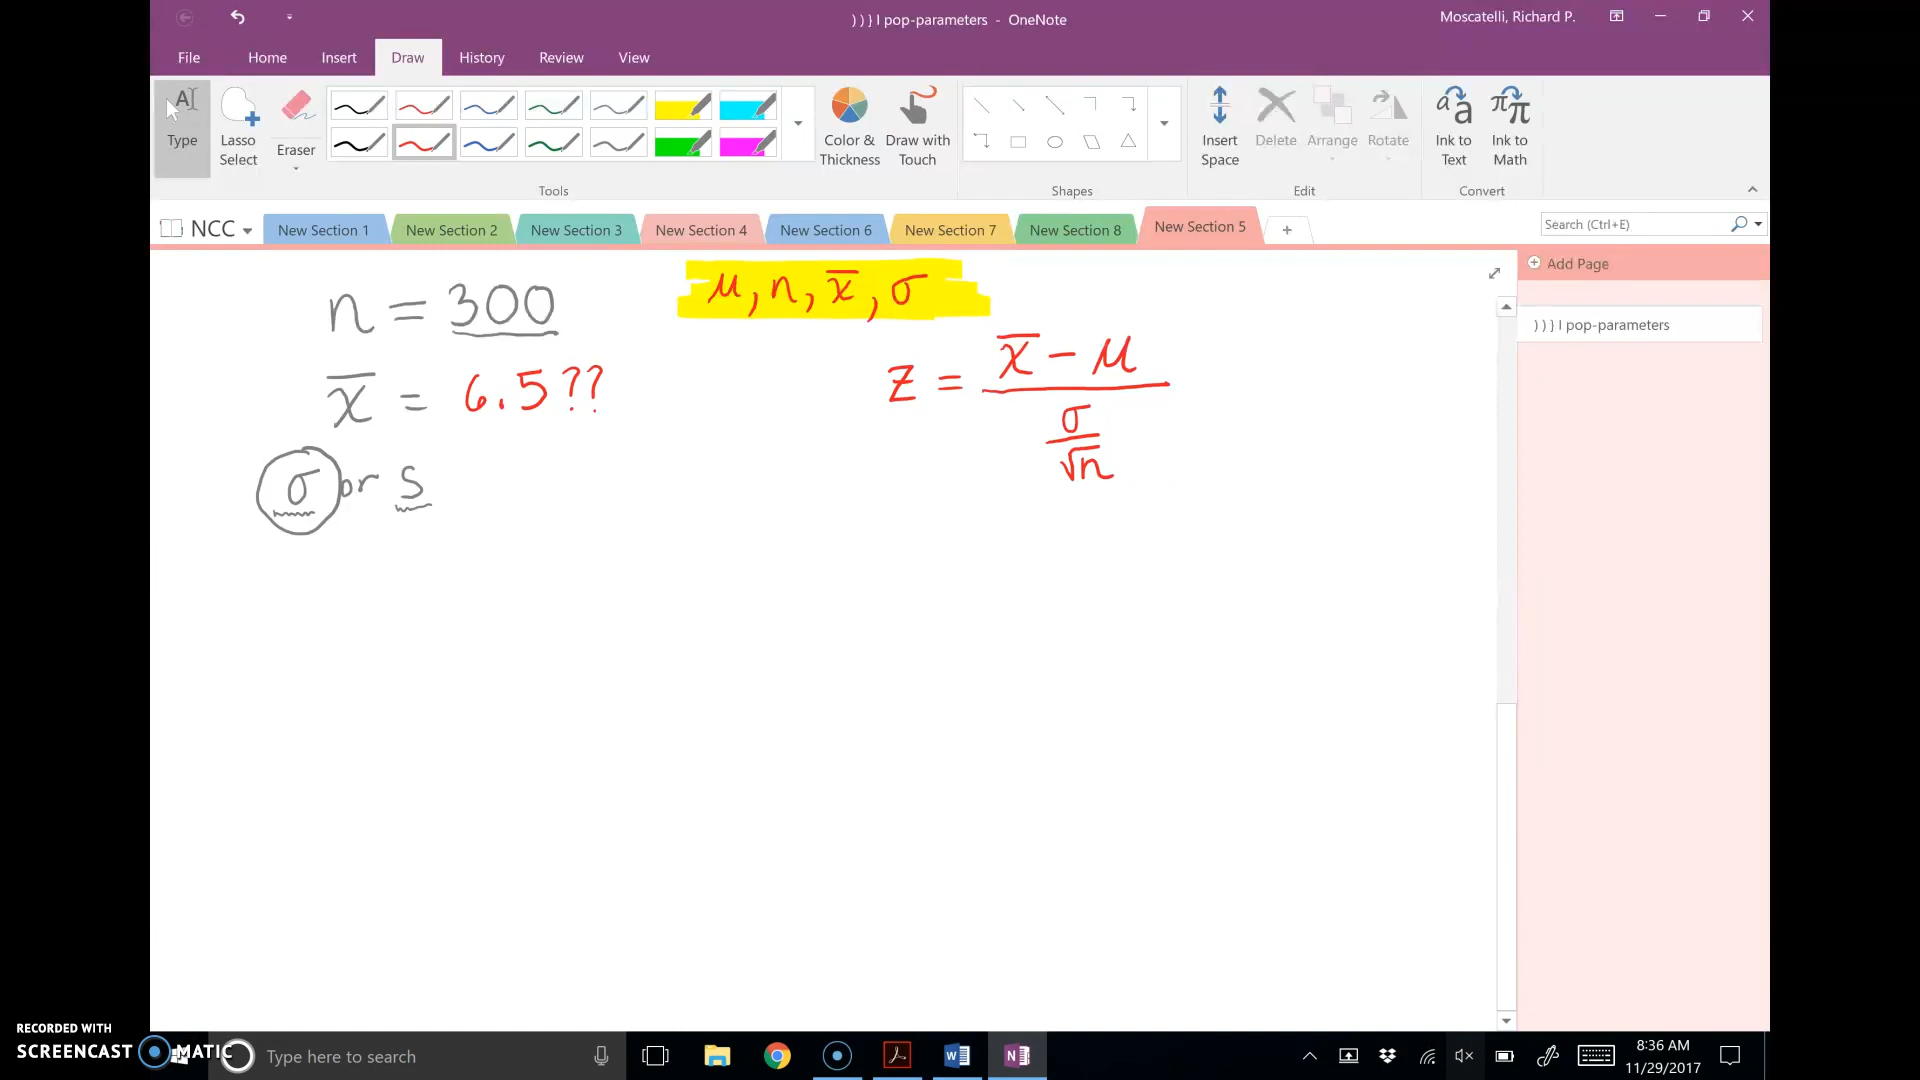 ) ) } I pop-parameters - OneNote
Moscatelli, Richard P.
File Home Insert Draw History Review View
Type
Lasso Select
Eraser
Color & Thickness
Draw with Touch
Insert Space
Delete
Arrange
Rotate
Ink to Text
Ink to Math
Tools Shapes Edit Convert
NCC New Section 1 New Section 2 New Section 3 New Section 4 New Section 6 New Section 7 New Section 8 New Section 5 +
Search (Ctrl+E)
Add Page
) ) } I pop-parameters
μ, n, x̄, σ
n = 300
x̄ = 6.5??
σ or s
z = (x̄ - μ) / (σ/√n)
RECORDED WITH
SCREENCAST MATIC
Type here to search
8:36 AM
11/29/2017